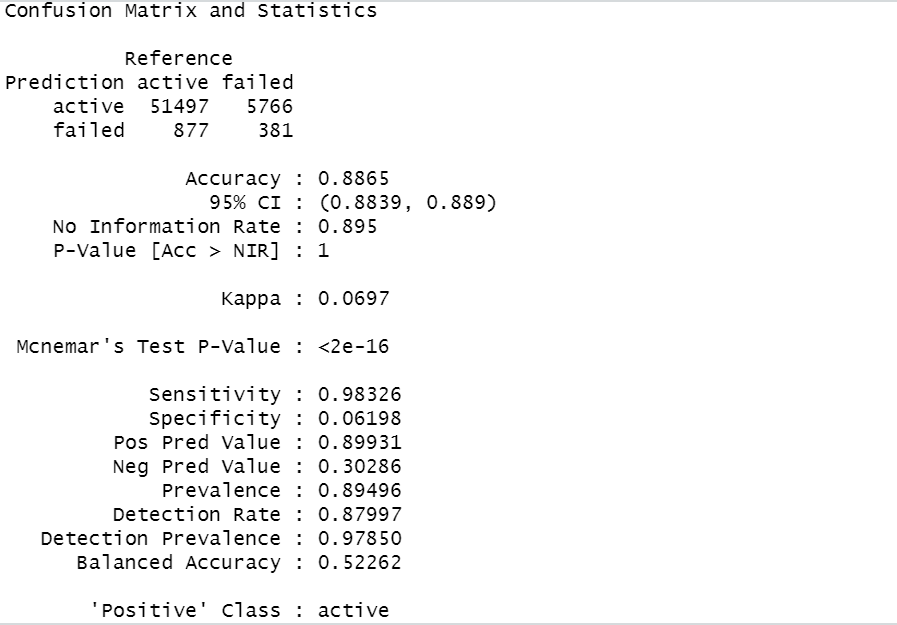 Confusion Matrix and Statistics
Reference
Prediction active failed
active 51497 5766
failed 877 381
Accuracy : 0.8865
95% CI : (0.8839, 0.889)
No Information Rate : 0.895
P-Value [Acc > NIR] : 1
Kappa : 0.0697
Mcnemar's Test P-Value : <2e-16
Sensitivity : 0.98326
Specificity : 0.06198
Pos Pred Value : 0.89931
Neg Pred Value : 0.30286
Prevalence : 0.89496
Detection Rate : 0.87997
Detection Prevalence : 0.97850
Balanced Accuracy : 0.52262
'Positive' Class : active